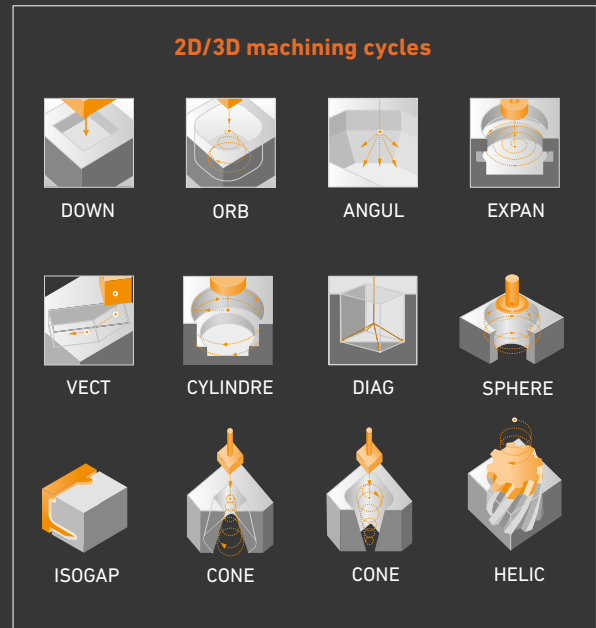 2D/3D machining cycles
DOWN
ORB
ANGUL
EXPAN
VECT
CYLINDRE
DIAG
SPHERE
ISOGAP
CONE
CONE
HELIC